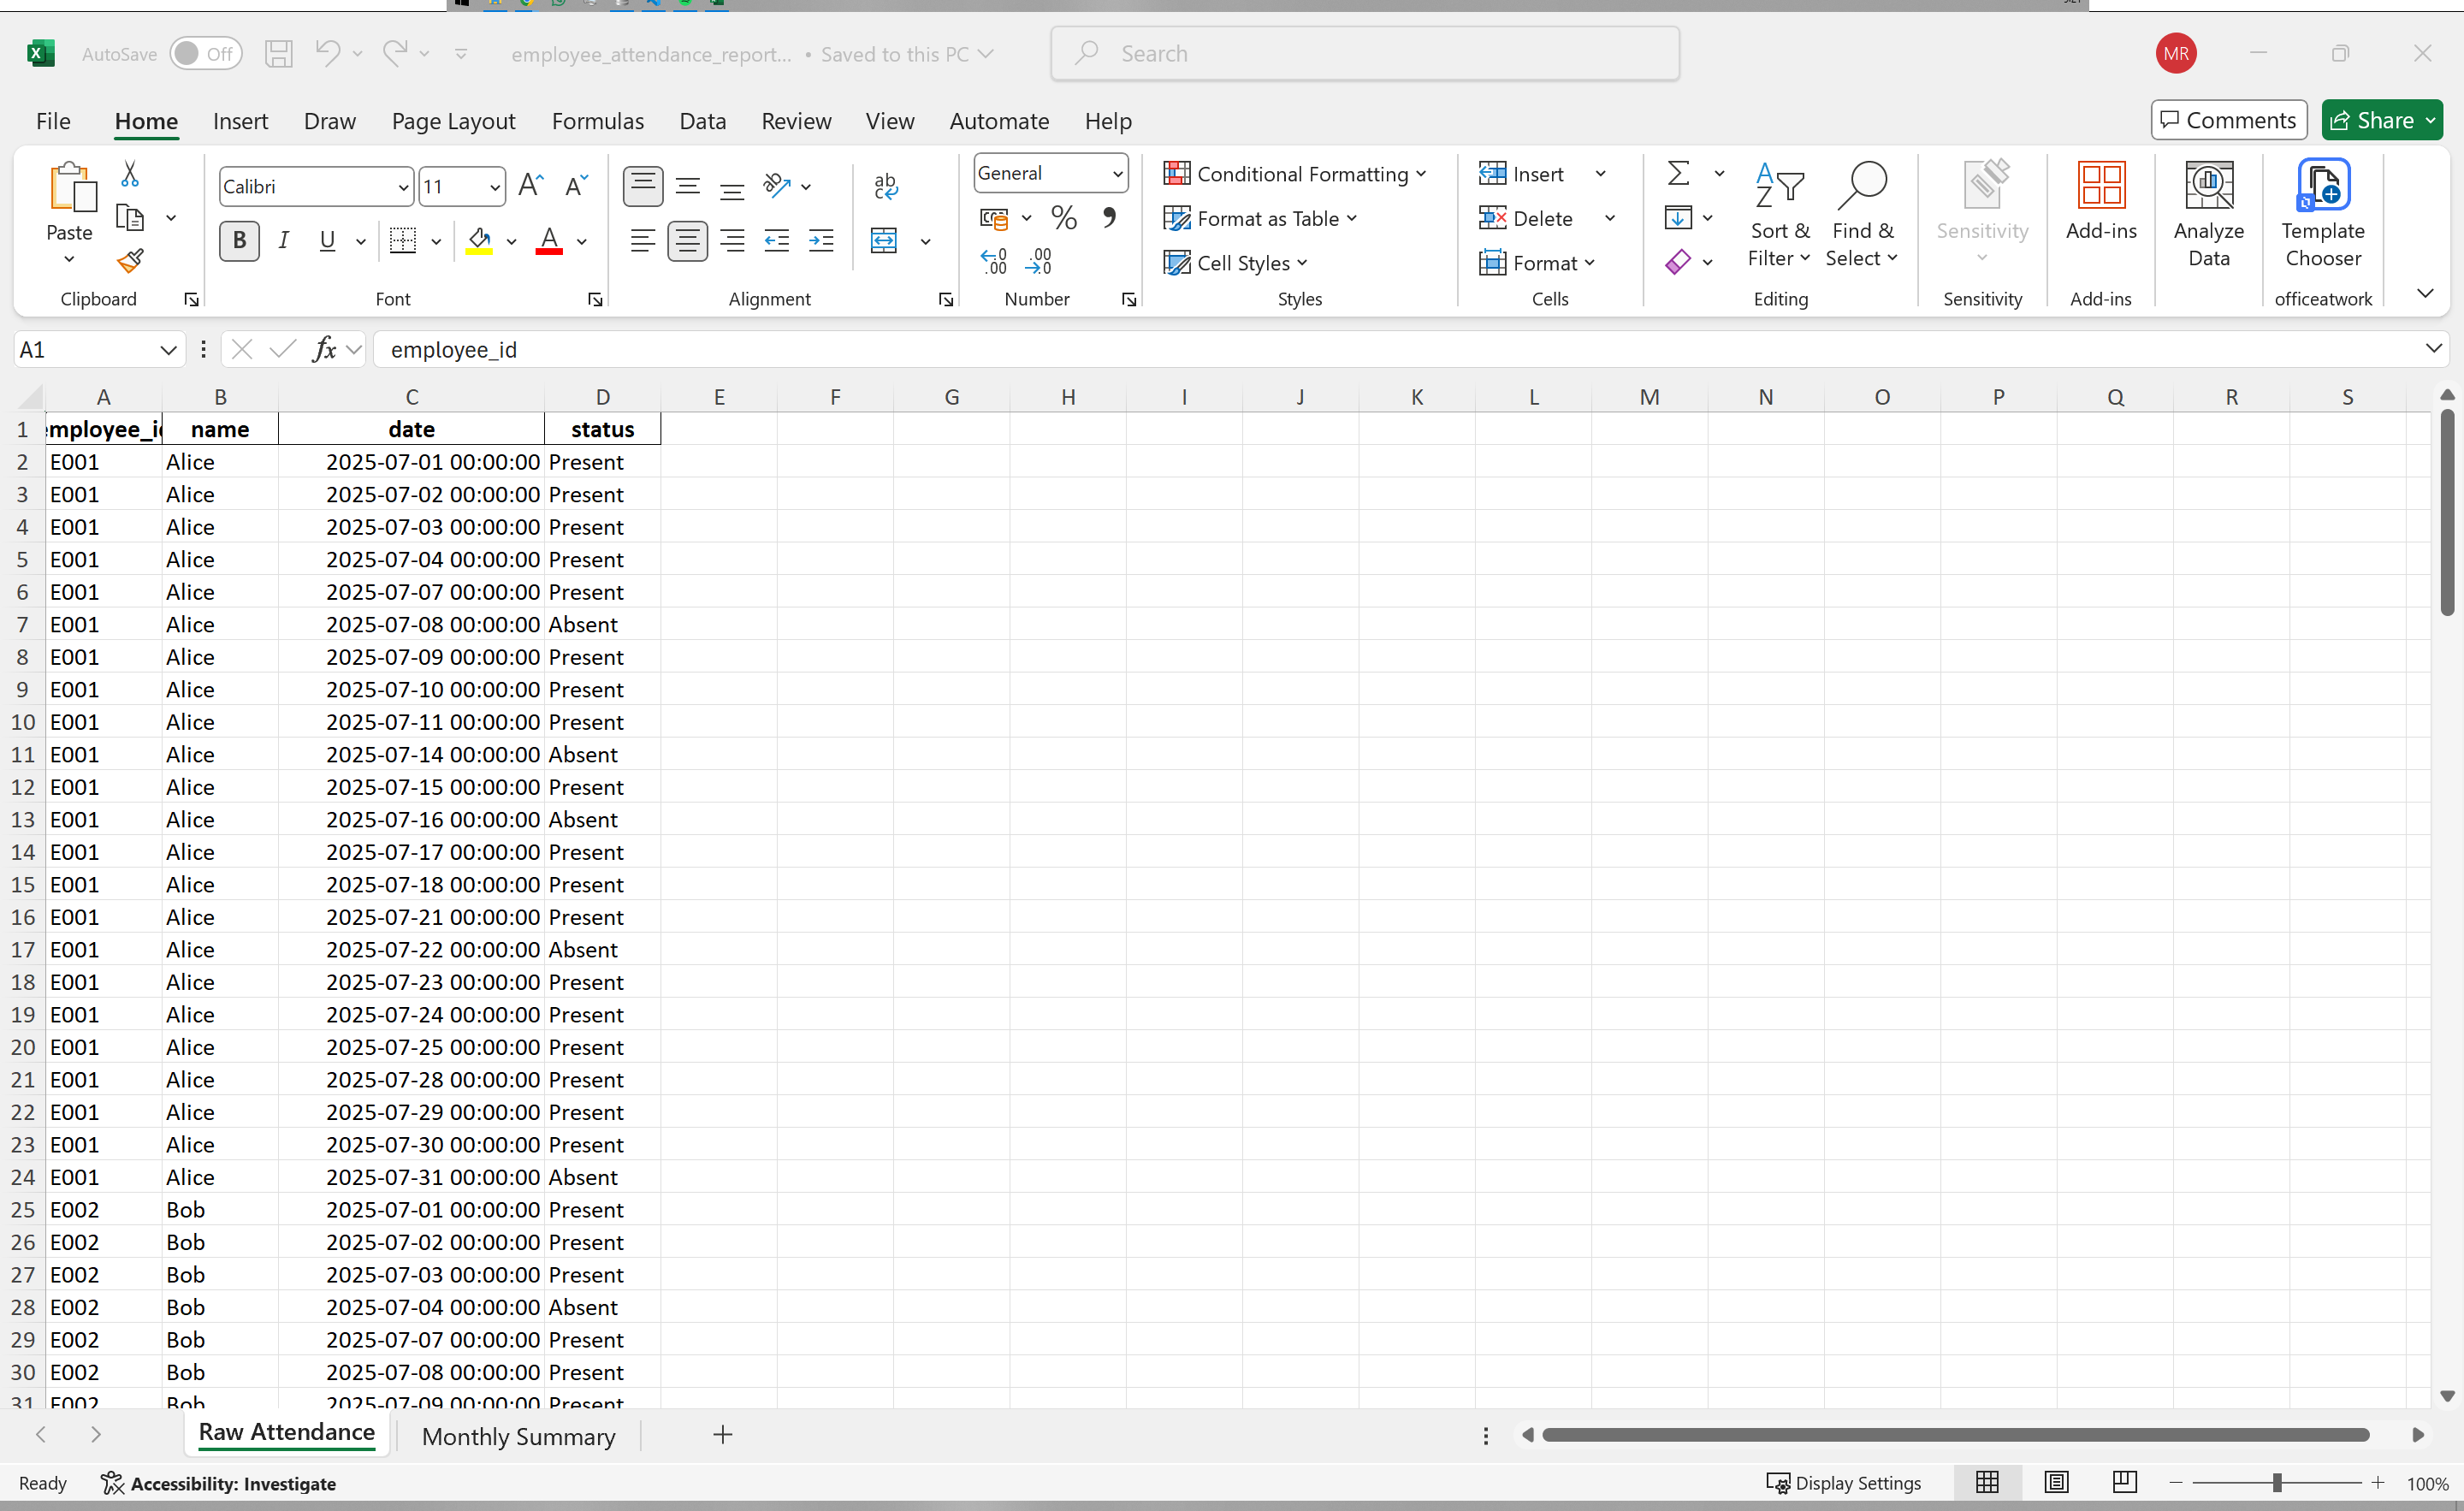 AutoSave Off employee_attendance_report... • Saved to this PC Search MR
File Home Insert Draw Page Layout Formulas Data Review View Automate Help Comments Share
Paste Calibri 11 General Conditional Formatting Format as Table Cell Styles Insert Delete Format Sort & Filter Find & Select Sensitivity Add-ins Analyze Data Template Chooser
Clipboard Font Alignment Number Styles Cells Editing Sensitivity Add-ins officeatwork
A1 fx employee_id
A B C D E F G H I J K L M N O P Q R S
1 name date status
2 E001 Alice 2025-07-01 00:00:00 Present
3 E001 Alice 2025-07-02 00:00:00 Present
4 E001 Alice 2025-07-03 00:00:00 Present
5 E001 Alice 2025-07-04 00:00:00 Present
6 E001 Alice 2025-07-07 00:00:00 Present
7 E001 Alice 2025-07-08 00:00:00 Absent
8 E001 Alice 2025-07-09 00:00:00 Present
9 E001 Alice 2025-07-10 00:00:00 Present
10 E001 Alice 2025-07-11 00:00:00 Present
11 E001 Alice 2025-07-14 00:00:00 Absent
12 E001 Alice 2025-07-15 00:00:00 Present
13 E001 Alice 2025-07-16 00:00:00 Absent
14 E001 Alice 2025-07-17 00:00:00 Present
15 E001 Alice 2025-07-18 00:00:00 Present
16 E001 Alice 2025-07-21 00:00:00 Present
17 E001 Alice 2025-07-22 00:00:00 Absent
18 E001 Alice 2025-07-23 00:00:00 Present
19 E001 Alice 2025-07-24 00:00:00 Present
20 E001 Alice 2025-07-25 00:00:00 Present
21 E001 Alice 2025-07-28 00:00:00 Present
22 E001 Alice 2025-07-29 00:00:00 Present
23 E001 Alice 2025-07-30 00:00:00 Present
24 E001 Alice 2025-07-31 00:00:00 Absent
25 E002 Bob 2025-07-01 00:00:00 Present
26 E002 Bob 2025-07-02 00:00:00 Present
27 E002 Bob 2025-07-03 00:00:00 Present
28 E002 Bob 2025-07-04 00:00:00 Absent
29 E002 Bob 2025-07-07 00:00:00 Present
30 E002 Bob 2025-07-08 00:00:00 Present
31 E002 Bob 2025-07-09 00:00:00 Present
Raw Attendance Monthly Summary
Ready Accessibility: Investigate Display Settings 100%